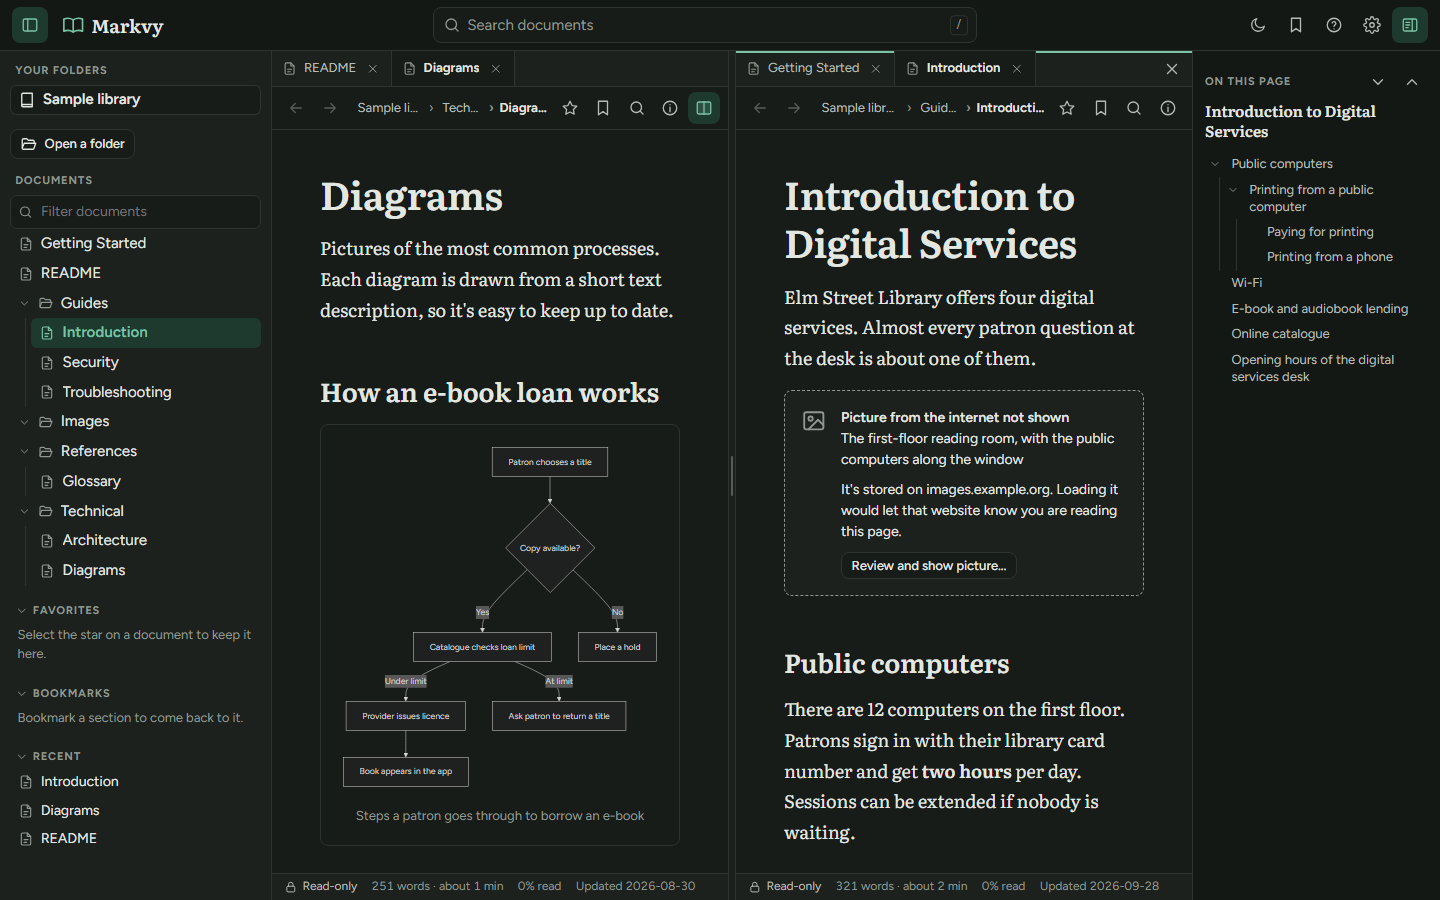 Markvy
Search documents
/
YOUR FOLDERS
Sample library
Open a folder
DOCUMENTS
Filter documents
Getting Started
README
Guides
Introduction
Security
Troubleshooting
Images
References
Glossary
Technical
Architecture
Diagrams
FAVORITES
Select the star on a document to keep it
here.
BOOKMARKS
Bookmark a section to come back to it.
RECENT
Introduction
Diagrams
README
README
Diagrams
Sample li... › Tech... › Diagra...
Diagrams
Pictures of the most common processes.
Each diagram is drawn from a short text
description, so it's easy to keep up to date.
How an e-book loan works
Patron chooses a title
Copy available?
Yes
No
Catalogue checks loan limit
Place a hold
Under limit
At limit
Provider issues licence
Ask patron to return a title
Book appears in the app
Steps a patron goes through to borrow an e-book
Read-only 251 words · about 1 min 0% read Updated 2026-08-30
Getting Started
Introduction
Sample libr... › Guid... › Introducti...
Introduction to
Digital Services
Elm Street Library offers four digital
services. Almost every patron question at
the desk is about one of them.
Picture from the internet not shown
The first-floor reading room, with the public
computers along the window
It's stored on images.example.org. Loading it
would let that website know you are reading
this page.
Review and show picture...
Public computers
There are 12 computers on the first floor.
Patrons sign in with their library card
number and get two hours per day.
Sessions can be extended if nobody is
waiting.
Read-only 321 words · about 2 min 0% read Updated 2026-09-28
ON THIS PAGE
Introduction to Digital
Services
Public computers
Printing from a public
computer
Paying for printing
Printing from a phone
Wi-Fi
E-book and audiobook lending
Online catalogue
Opening hours of the digital
services desk